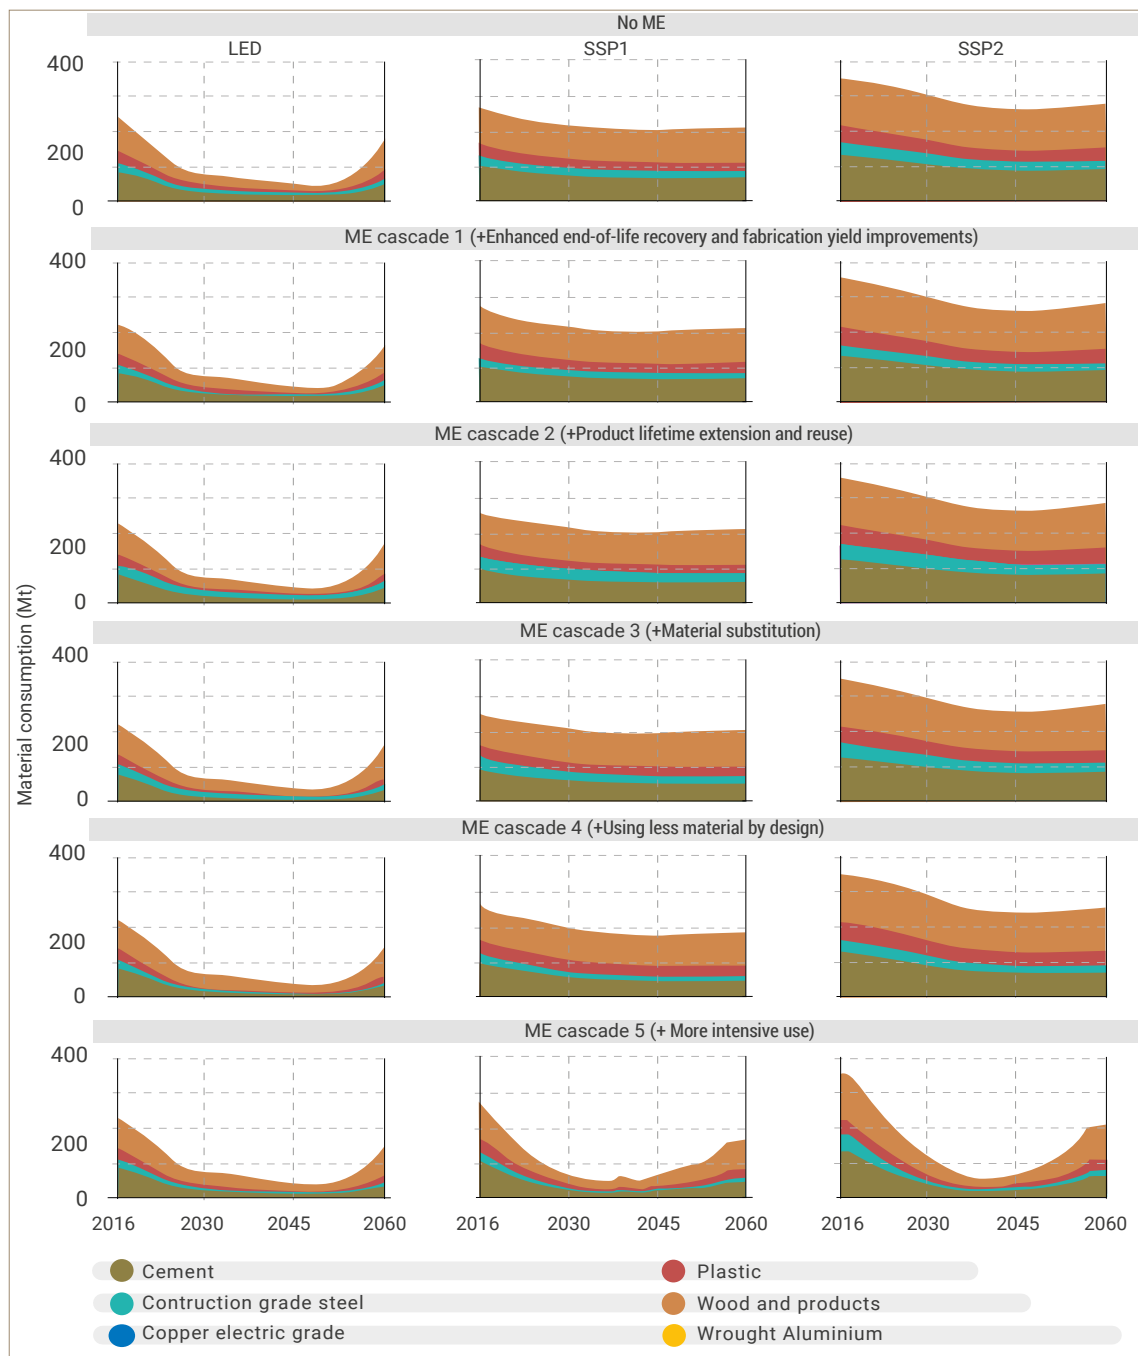 No ME
LED SSP1 SSP2
400
200
0
ME cascade 1 (+Enhanced end-of-life recovery and fabrication yield improvements)
400
200
0
ME cascade 2 (+Product lifetime extension and reuse)
400
200
0
ME cascade 3 (+Material substitution)
400
200
0
ME cascade 4 (+Using less material by design)
400
200
0
ME cascade 5 (+ More intensive use)
400
200
0
Material consumption (Mt)
2016 2030 2045 2060 2016 2030 2045 2060 2016 2030 2045 2060
Cement Plastic
Contruction grade steel Wood and products
Copper electric grade Wrought Aluminium